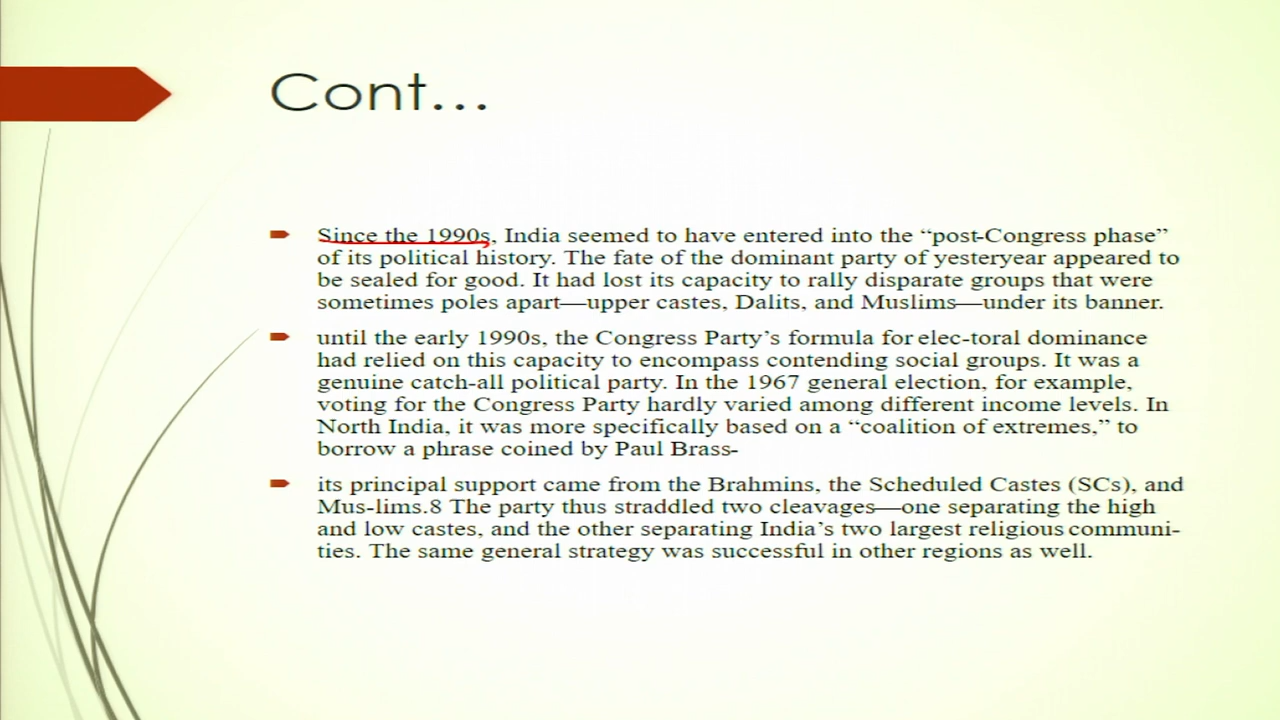 Cont...
Since the 1990s, India seemed to have entered into the “post-Congress phase”
of its political history. The fate of the dominant party of yesteryear appeared to
be sealed for good. It had lost its capacity to rally disparate groups that were
sometimes poles apart—upper castes, Dalits, and Muslims—under its banner.
until the early 1990s, the Congress Party’s formula for elec-toral dominance
had relied on this capacity to encompass contending social groups. It was a
genuine catch-all political party. In the 1967 general election, for example,
voting for the Congress Party hardly varied among different income levels. In
North India, it was more specifically based on a “coalition of extremes,” to
borrow a phrase coined by Paul Brass-
its principal support came from the Brahmins, the Scheduled Castes (SCs), and
Mus-lims.8 The party thus straddled two cleavages—one separating the high
and low castes, and the other separating India’s two largest religious communi-
ties. The same general strategy was successful in other regions as well.